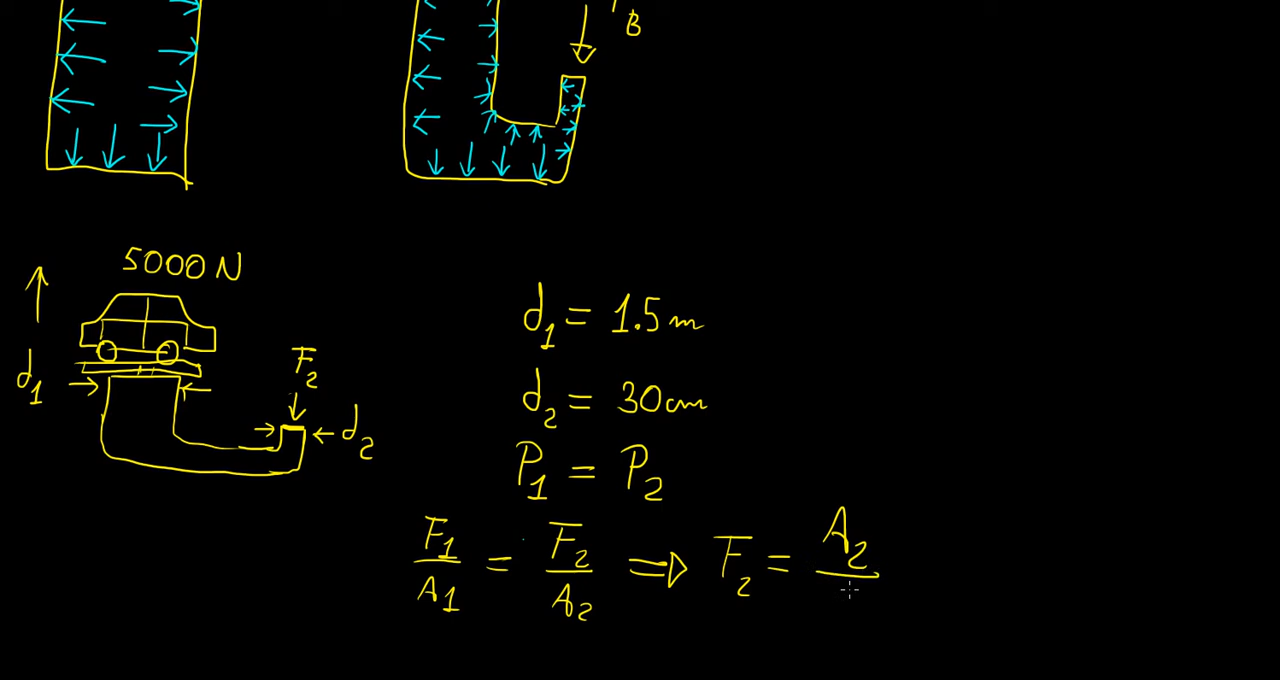 B
5000 N
d1
F2
d2
d1 = 1.5 m
d2 = 30 cm
P1 = P2
F1/A1 = F2/A2 ⇒ F2 = A2/